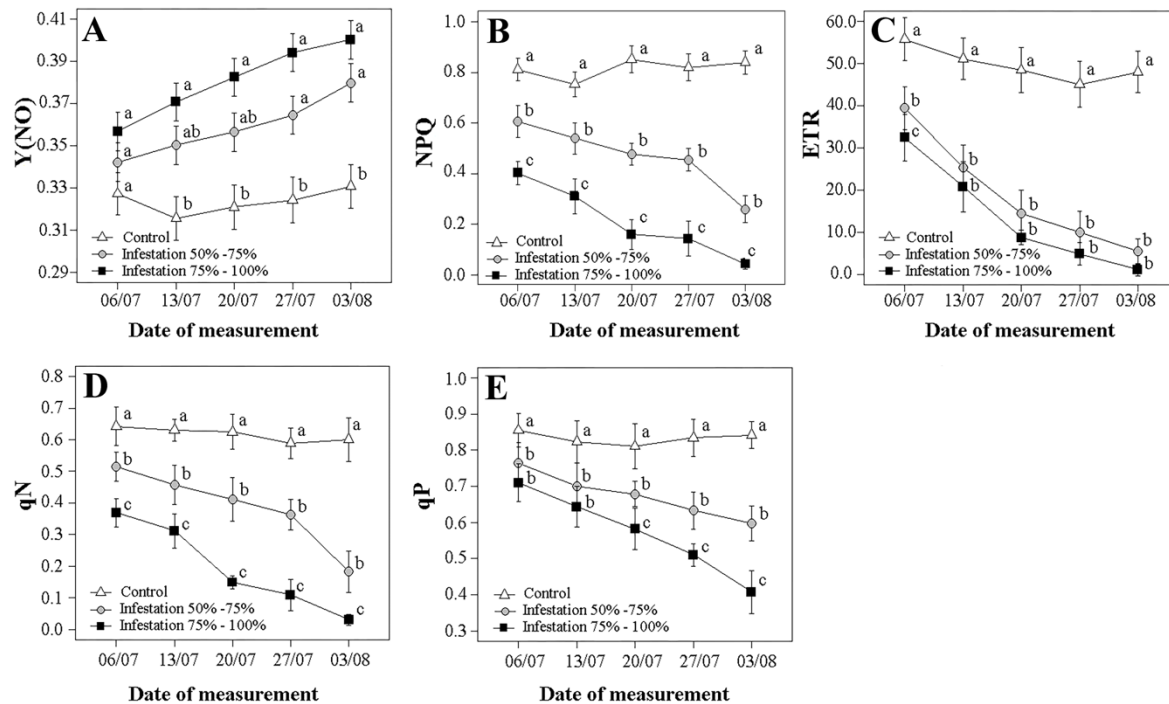 A
Y(NO)
0.41
0.39
0.37
0.35
0.33
0.31
0.29
a a a a a
a ab ab a a
a b b b b
Control
Infestation 50% -75%
Infestation 75% - 100%
06/07 13/07 20/07 27/07 03/08
Date of measurement
B
NPQ
1.0
0.8
0.6
0.4
0.2
0.0
a a a a a
b b b b b
c c c c c
Control
Infestation 50% -75%
Infestation 75% - 100%
06/07 13/07 20/07 27/07 03/08
Date of measurement
C
ETR
60.0
50.0
40.0
30.0
20.0
10.0
0.0
a a a a a
b b b b b
c b b b b
Control
Infestation 50% -75%
Infestation 75% - 100%
06/07 13/07 20/07 27/07 03/08
Date of measurement
D
qN
0.8
0.7
0.6
0.5
0.4
0.3
0.2
0.1
0.0
a a a a a
b b b b b
c c c c c
Control
Infestation 50% -75%
Infestation 75% - 100%
06/07 13/07 20/07 27/07 03/08
Date of measurement
E
qP
1.0
0.9
0.8
0.7
0.6
0.5
0.4
0.3
a a a a a
b b b b b
b b c c c
Control
Infestation 50% -75%
Infestation 75% - 100%
06/07 13/07 20/07 27/07 03/08
Date of measurement